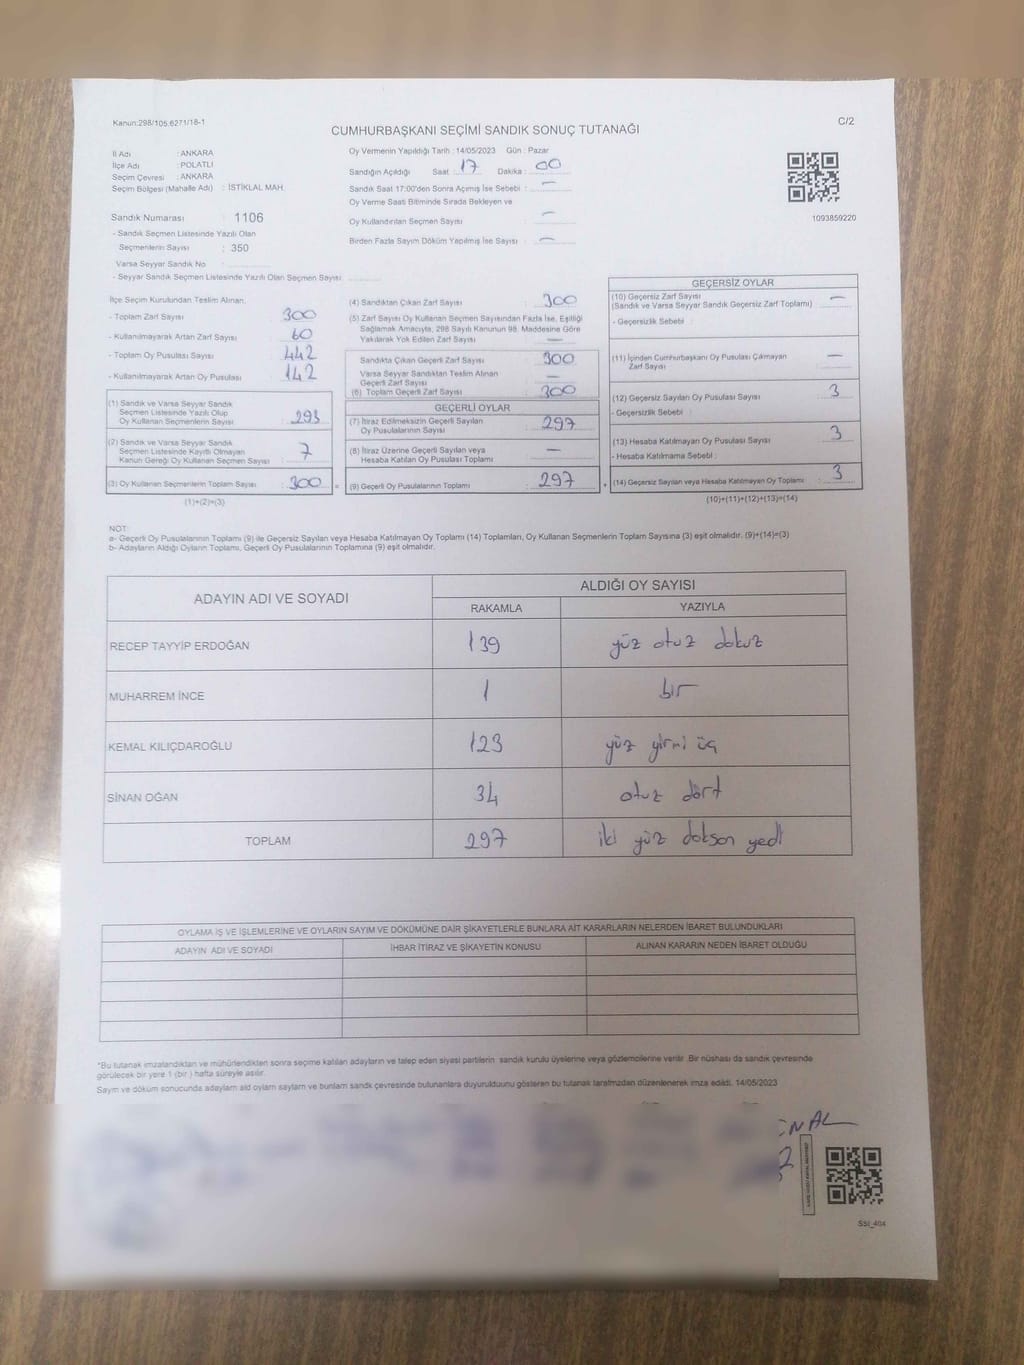 Kanun:298/105.6271/18-1
CUMHURBAŞKANI SEÇİMİ SANDIK SONUÇ TUTANAĞI
C/2
İl Adı : ANKARA
İlçe Adı : POLATLI
Seçim Çevresi : ANKARA
Seçim Bölgesi (Mahalle Adı) : İSTİKLAL MAH.
Sandık Numarası : 1106
- Sandık Seçmen Listesinde Yazılı Olan
Seçmenlerin Sayısı : 350
Varsa Seyyar Sandık No :
- Seyyar Sandık Seçmen Listesinde Yazılı Olan Seçmen Sayısı:
Oy Vermenin Yapıldığı Tarih : 14/05/2023 Gün : Pazar
Sandığın Açıldığı Saat : 17 Dakika : 00
Sandık Saat 17:00'den Sonra Açımış İse Sebebi : —
Oy Verme Saati Bitiminde Sırada Bekleyen ve
Oy Kullandırılan Seçmen Sayısı : —
Birden Fazla Sayım Döküm Yapılmış İse Sayısı : —
1093859220
İlçe Seçim Kurulundan Teslim Alınan,
- Toplam Zarf Sayısı : 300
- Kullanılmayarak Artan Zarf Sayısı : 60
- Toplam Oy Pusulası Sayısı : 442
- Kullanılmayarak Artan Oy Pusulası : 142
(1) Sandık ve Varsa Seyyar Sandık
Seçmen Listesinde Yazılı Olup
Oy Kullanan Seçmenlerin Sayısı : 293
(2) Sandık ve Varsa Seyyar Sandık
Seçmen Listesinde Kayıtlı Olmayan
Kanun Gereği Oy Kullanan Seçmen Sayısı : 7
(3) Oy Kullanan Seçmenlerin Toplam Sayısı : 300 =
(1)+(2)=(3)
(4) Sandıktan Çıkan Zarf Sayısı : 300
(5) Zarf Sayısı Oy Kullanan Seçmen Sayısından Fazla İse, Eşitliği
Sağlamak Amacıyla, 298 Sayılı Kanunun 98. Maddesine Göre
Yakılarak Yok Edilen Zarf Sayısı : —
Sandıkta Çıkan Geçerli Zarf Sayısı : 300
Varsa Seyyar Sandıktan Teslim Alınan
Geçerli Zarf Sayısı : —
(6) Toplam Geçerli Zarf Sayısı : 300
GEÇERLİ OYLAR
(7) İtiraz Edilmeksizin Geçerli Sayılan
Oy Pusulalarının Sayısı : 297
(8) İtiraz Üzerine Geçerli Sayılan veya
Hesaba Katılan Oy Pusulası Toplamı : —
(9) Geçerli Oy Pusulalarının Toplamı : 297 +
GEÇERSİZ OYLAR
(10) Geçersiz Zarf Sayısı
(Sandık ve Varsa Seyyar Sandık Geçersiz Zarf Toplamı) : —
- Geçersizlik Sebebi :
(11) İçinden Cumhurbaşkanı Oy Pusulası Çıkmayan
Zarf Sayısı : —
(12) Geçersiz Sayılan Oy Pusulası Sayısı : 3
- Geçersizlik Sebebi :
(13) Hesaba Katılmayan Oy Pusulası Sayısı : 3
- Hesaba Katılmama Sebebi :
(14) Geçersiz Sayılan veya Hesaba Katılmayan Oy Toplamı : 3
(10)+(11)+(12)+(13)=(14)
NOT:
a- Geçerli Oy Pusulalarının Toplamı (9) ile Geçersiz Sayılan veya Hesaba Katılmayan Oy Toplamı (14) Toplamları, Oy Kullanan Seçmenlerin Toplam Sayısına (3) eşit olmalıdır. (9)+(14)=(3)
b- Adayların Aldığı Oyların Toplamı, Geçerli Oy Pusulalarının Toplamına (9) eşit olmalıdır.
ADAYIN ADI VE SOYADI
ALDIĞI OY SAYISI
RAKAMLA YAZIYLA
RECEP TAYYİP ERDOĞAN 139 yüz otuz dokuz
MUHARREM İNCE 1 bir
KEMAL KILIÇDAROĞLU 123 yüz yirmi üç
SİNAN OĞAN 34 otuz dört
TOPLAM 297 iki yüz dokson yedi
OYLAMA İŞ VE İŞLEMLERİNE VE OYLARIN SAYIM VE DÖKÜMÜNE DAİR ŞİKAYETLERLE BUNLARA AİT KARARLARIN NELERDEN İBARET BULUNDUKLARI
ADAYIN ADI VE SOYADI İHBAR İTİRAZ VE ŞİKAYETİN KONUSU ALINAN KARARIN NEDEN İBARET OLDUĞU
*Bu tutanak imzalandıktan ve mühürlendikten sonra seçime katılan adayların ve talep eden siyasi partilerin sandık kurulu üyelerine veya gözlemcilerine verilir. Bir nüshası da sandık çevresinde
görülecek bir yere 1 (bir ) hafta süreyle asılır.
Sayım ve döküm sonucunda adayların ald oyların sayların ve bunların sandk çevresinde bulunanlara duyurulduunu gösteren bu tutanak tarafmzdan düzenlenerek imza edildi. 14/05/2023
SSI_404